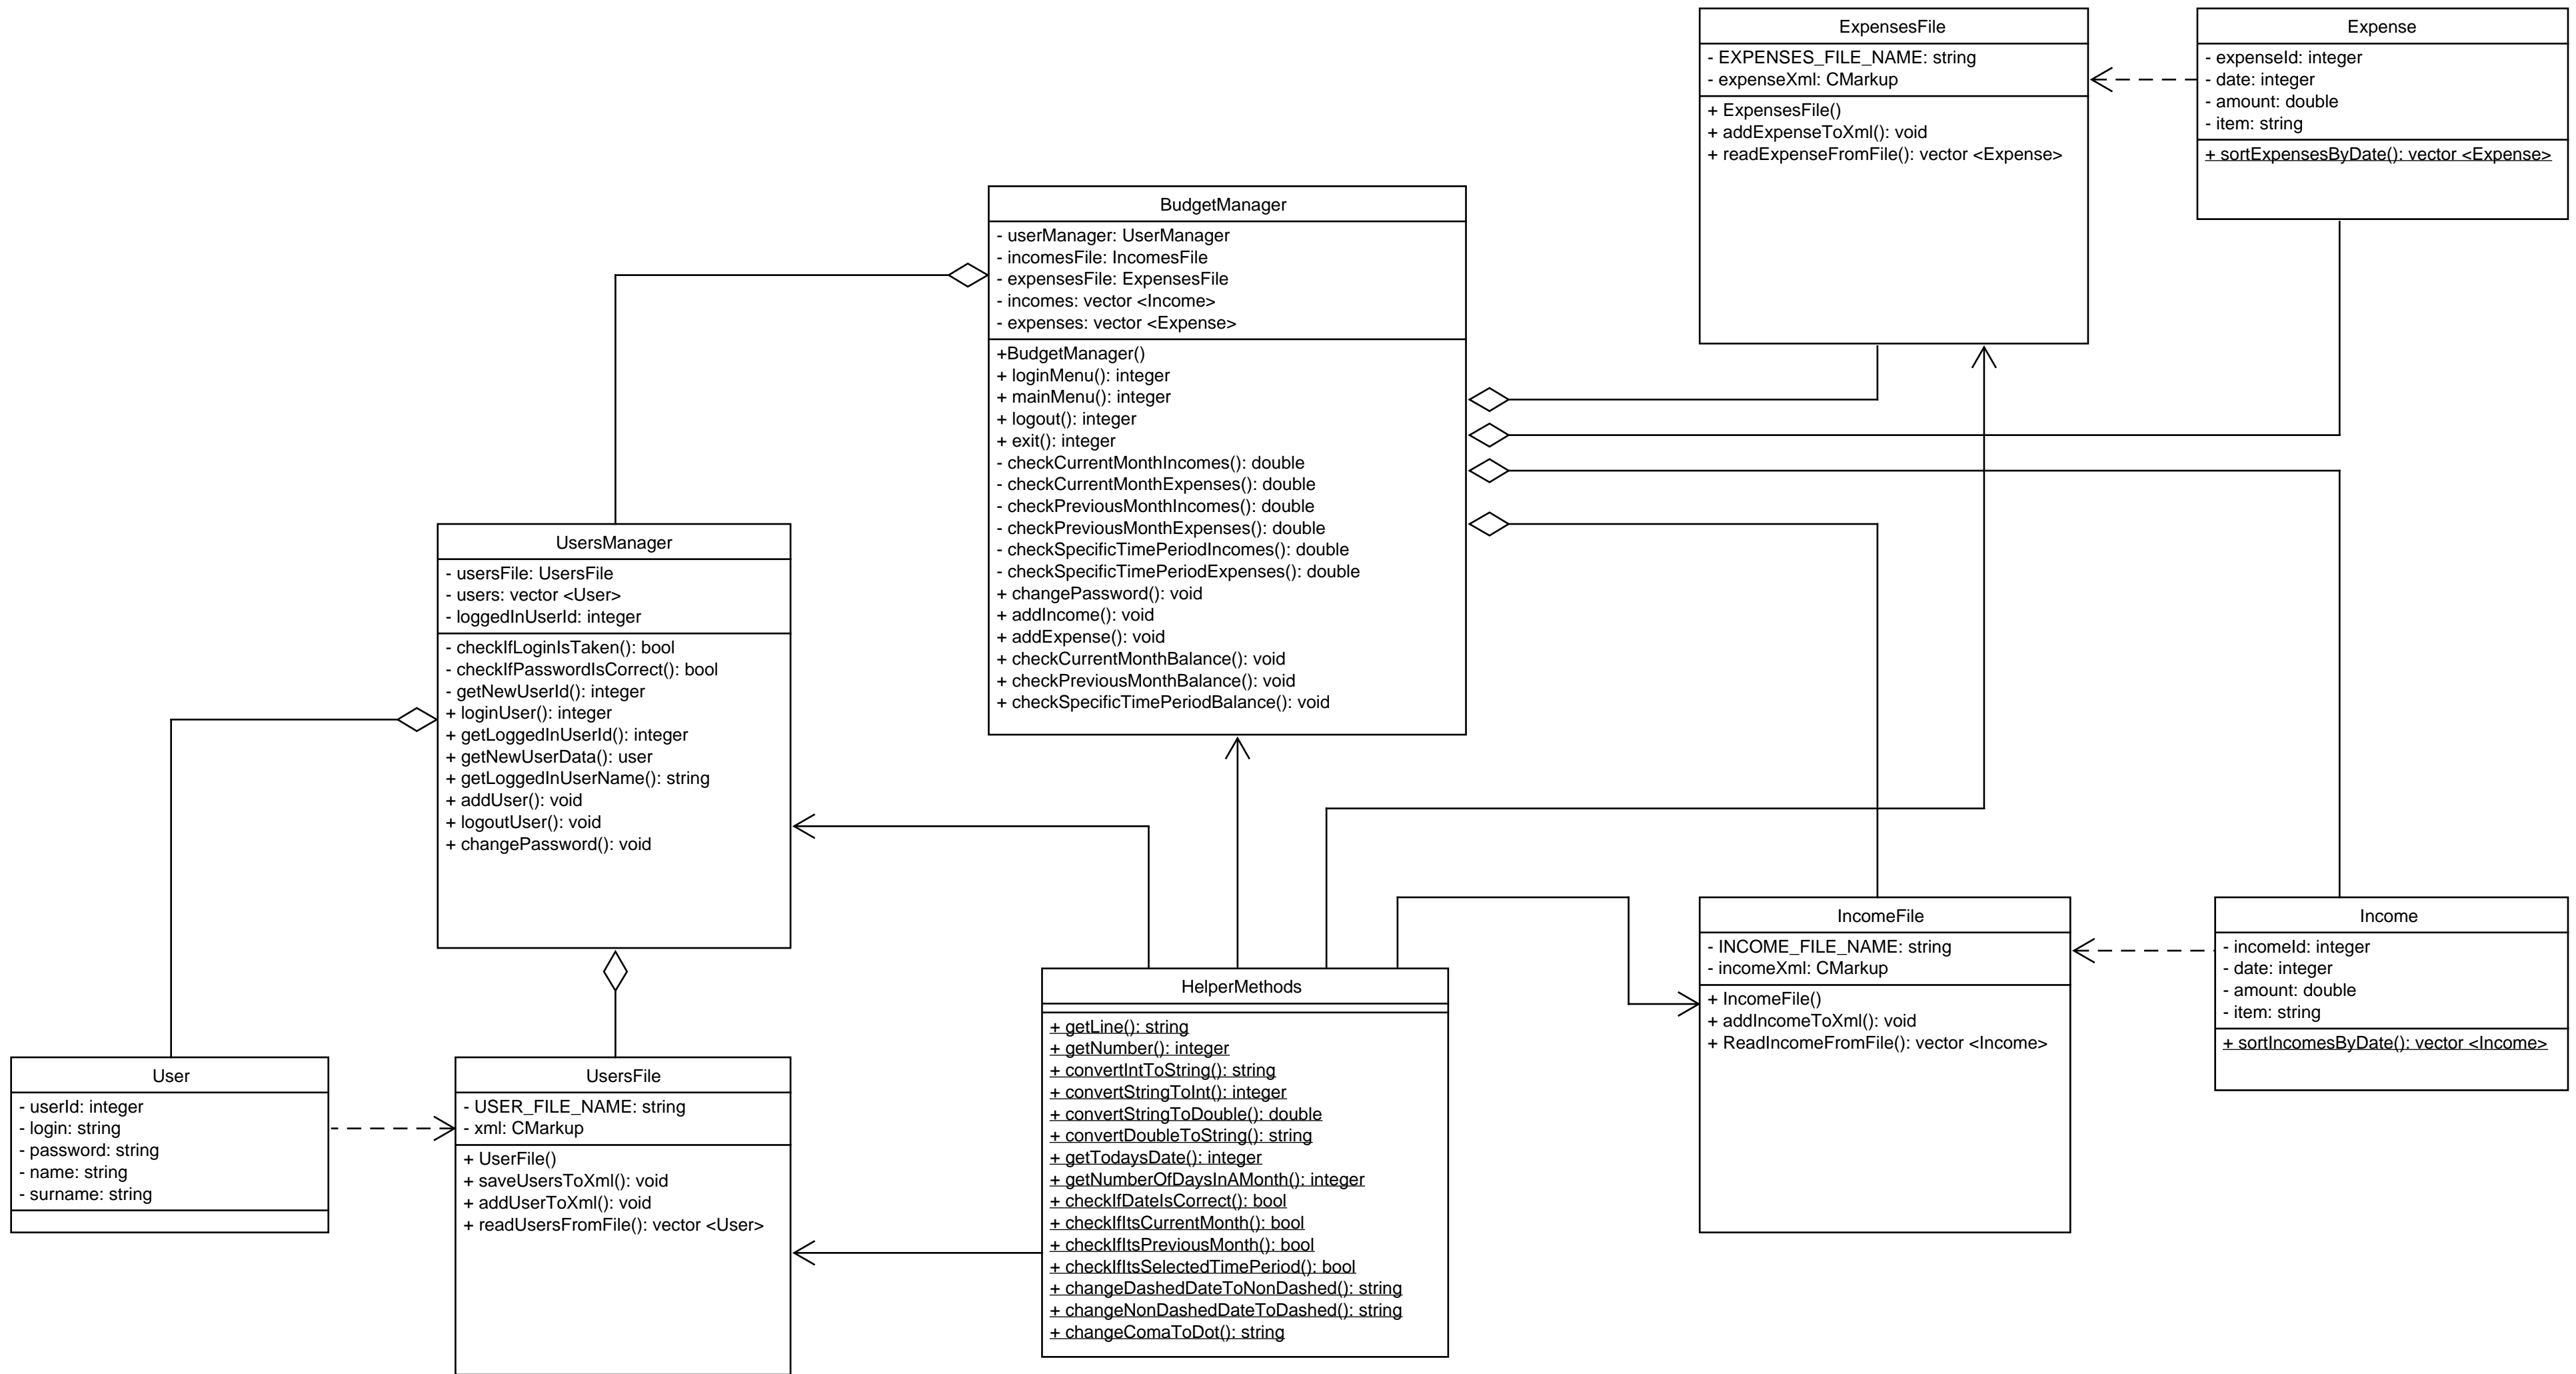 ExpensesFile
- EXPENSES_FILE_NAME: string
- expenseXml: CMarkup
+ ExpensesFile()
+ addExpenseToXml(): void
+ readExpenseFromFile(): vector <Expense>
Expense
- expenseId: integer
- date: integer
- amount: double
- item: string
+ sortExpensesByDate(): vector <Expense>
BudgetManager
- userManager: UserManager
- incomesFile: IncomesFile
- expensesFile: ExpensesFile
- incomes: vector <Income>
- expenses: vector <Expense>
+BudgetManager()
+ loginMenu(): integer
+ mainMenu(): integer
+ logout(): integer
+ exit(): integer
- checkCurrentMonthIncomes(): double
- checkCurrentMonthExpenses(): double
- checkPreviousMonthIncomes(): double
- checkPreviousMonthExpenses(): double
- checkSpecificTimePeriodIncomes(): double
- checkSpecificTimePeriodExpenses(): double
+ changePassword(): void
+ addIncome(): void
+ addExpense(): void
+ checkCurrentMonthBalance(): void
+ checkPreviousMonthBalance(): void
+ checkSpecificTimePeriodBalance(): void
UsersManager
- usersFile: UsersFile
- users: vector <User>
- loggedInUserId: integer
- checkIfLoginIsTaken(): bool
- checkIfPasswordIsCorrect(): bool
- getNewUserId(): integer
+ loginUser(): integer
+ getLoggedInUserId(): integer
+ getNewUserData(): user
+ getLoggedInUserName(): string
+ addUser(): void
+ logoutUser(): void
+ changePassword(): void
IncomeFile
- INCOME_FILE_NAME: string
- incomeXml: CMarkup
+ IncomeFile()
+ addIncomeToXml(): void
+ ReadIncomeFromFile(): vector <Income>
Income
- incomeId: integer
- date: integer
- amount: double
- item: string
+ sortIncomesByDate(): vector <Income>
HelperMethods
+ getLine(): string
+ getNumber(): integer
+ convertIntToString(): string
+ convertStringToInt(): integer
+ convertStringToDouble(): double
+ convertDoubleToString(): string
+ getTodaysDate(): integer
+ getNumberOfDaysInAMonth(): integer
+ checkIfDateIsCorrect(): bool
+ checkIfItsCurrentMonth(): bool
+ checkIfItsPreviousMonth(): bool
+ checkIfItsSelectedTimePeriod(): bool
+ changeDashedDateToNonDashed(): string
+ changeNonDashedDateToDashed(): string
+ changeComaToDot(): string
User
- userId: integer
- login: string
- password: string
- name: string
- surname: string
UsersFile
- USER_FILE_NAME: string
- xml: CMarkup
+ UserFile()
+ saveUsersToXml(): void
+ addUserToXml(): void
+ readUsersFromFile(): vector <User>